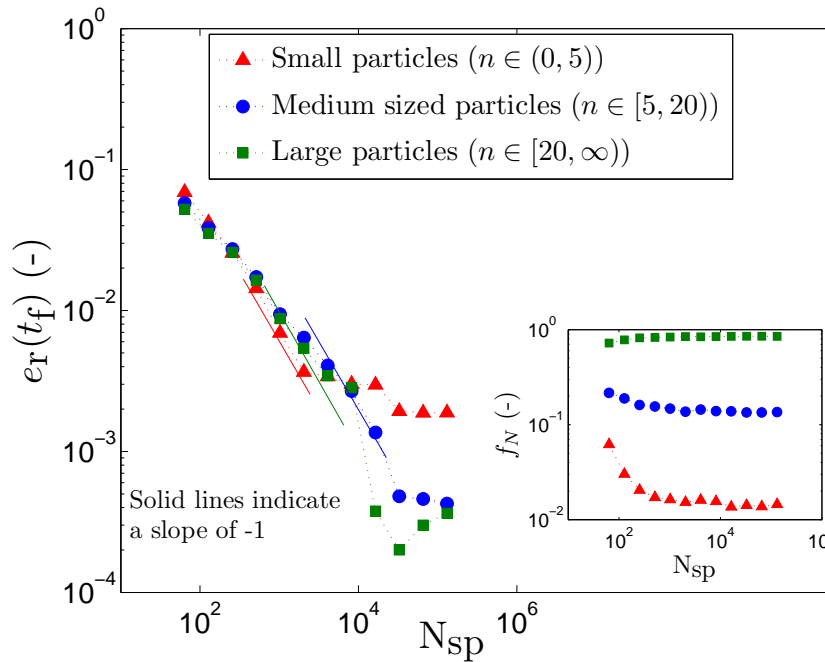 10^0
Small particles (n ∈ (0, 5))
Medium sized particles (n ∈ [5, 20))
Large particles (n ∈ [20, ∞))
10^−1
e_r(t_f) (-)
10^−2
10^−3
Solid lines indicate
a slope of -1
10^−4
10^2
10^4
10^6
N_sp
10^0
f_N (-)
10^−1
10^−2
10^2
10^4
10^6
N_sp